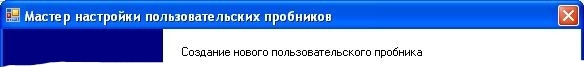 Мастер настройки пользовательских пробников
Создание нового пользовательского пробника